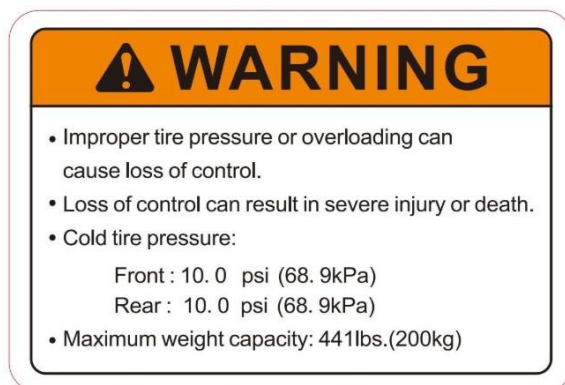 WARNING
• Improper tire pressure or overloading can
cause loss of control.
• Loss of control can result in severe injury or death.
• Cold tire pressure:
Front : 10. 0 psi (68. 9kPa)
Rear : 10. 0 psi (68. 9kPa)
• Maximum weight capacity: 441lbs.(200kg)